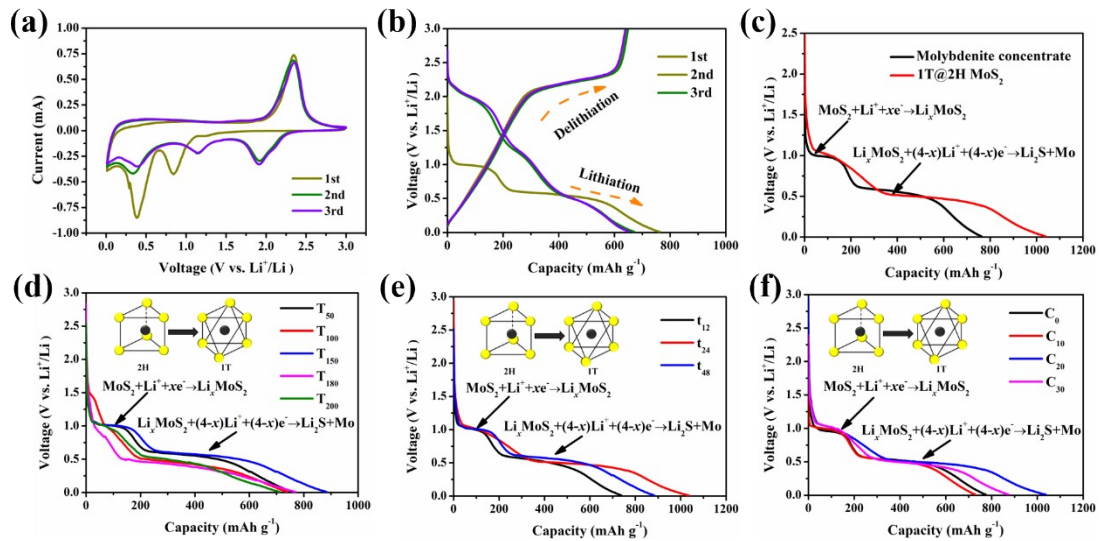 (a)
1.00
0.75
0.50
0.25
0.00
-0.25
-0.50
-0.75
-1.00
Current (mA)
0.0 0.5 1.0 1.5 2.0 2.5 3.0
Voltage (V vs. Li⁺/Li)
1st
2nd
3rd
(b)
3.0
2.5
2.0
1.5
1.0
0.5
0.0
Voltage (V vs. Li⁺/Li)
0 200 400 600 800 1000
Capacity (mAh g⁻¹)
1st
2nd
3rd
Delithiation
Lithiation
(c)
2.5
2.0
1.5
1.0
0.5
0.0
Voltage (V vs. Li⁺/Li)
0 200 400 600 800 1000 1200
Capacity (mAh g⁻¹)
Molybdenite concentrate
1T@2H MoS₂
MoS₂+Li⁺+xe⁻→LiₓMoS₂
LiₓMoS₂+(4-x)Li⁺+(4-x)e⁻→Li₂S+Mo
(d)
3.0
2.5
2.0
1.5
1.0
0.5
0.0
Voltage (V vs. Li⁺/Li)
0 200 400 600 800 1000
Capacity (mAh g⁻¹)
2H
1T
T₅₀
T₁₀₀
T₁₅₀
T₁₈₀
T₂₀₀
MoS₂+Li⁺+xe⁻→LiₓMoS₂
LiₓMoS₂+(4-x)Li⁺+(4-x)e⁻→Li₂S+Mo
(e)
3.0
2.5
2.0
1.5
1.0
0.5
0.0
Voltage (V vs. Li⁺/Li)
0 200 400 600 800 1000 1200
Capacity (mAh g⁻¹)
2H
1T
t₁₂
t₂₄
t₄₈
MoS₂+Li⁺+xe⁻→LiₓMoS₂
LiₓMoS₂+(4-x)Li⁺+(4-x)e⁻→Li₂S+Mo
(f)
3.0
2.5
2.0
1.5
1.0
0.5
0.0
Voltage (V vs. Li⁺/Li)
0 200 400 600 800 1000 1200
Capacity (mAh g⁻¹)
2H
1T
C₀
C₁₀
C₂₀
C₃₀
MoS₂+Li⁺+xe⁻→LiₓMoS₂
LiₓMoS₂+(4-x)Li⁺+(4-x)e⁻→Li₂S+Mo